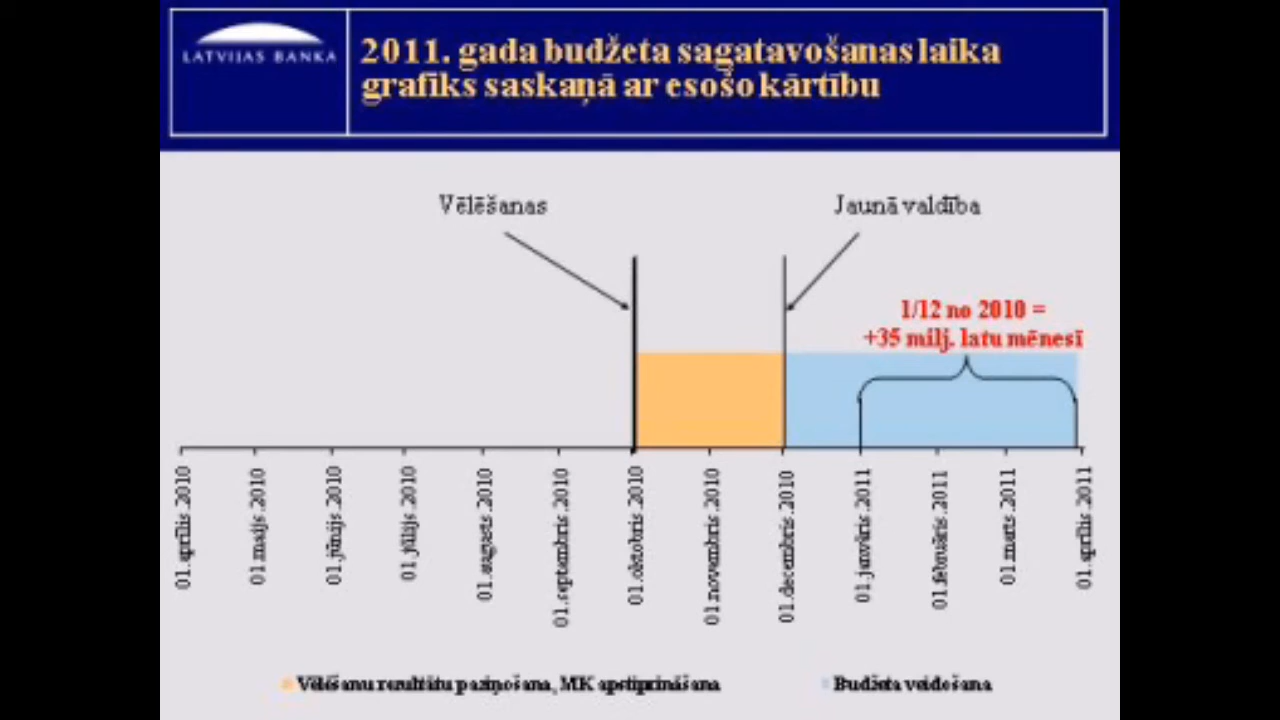 LATVIJAS BANKA
2011. gada budžeta sagatavošanas laika
grafiks saskaņā ar esošo kārtību
Vēlēšanas
Jaunā valdība
1/12 no 2010 =
+35 milj. latu mēnesī
01.aprīlis.2010
01.maijs.2010
01.jūnijs.2010
01.jūlijs.2010
01.augusts.2010
01.septembris.2010
01.oktobris.2010
01.novembris.2010
01.decembris.2010
01.janvāris.2011
01.februāris.2011
01.marts.2011
01.aprīlis.2011
Vēlēšanu rezultātu paziņošana, MK apstiprināšana
Budžeta veidošana